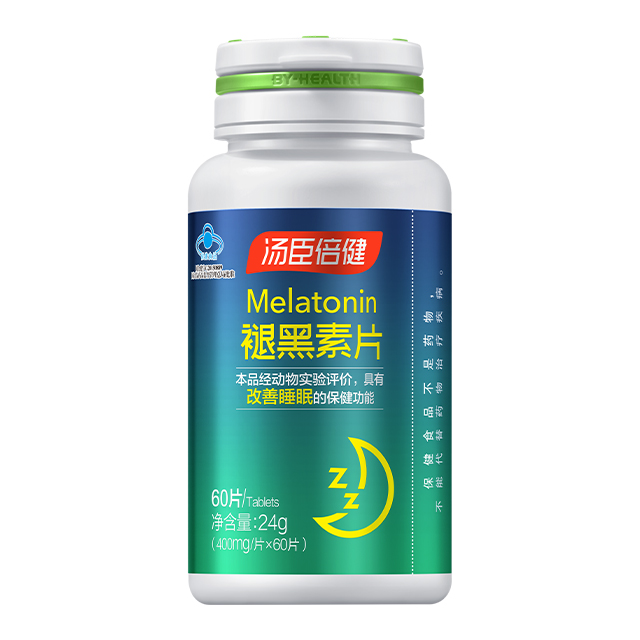 BY-HEALTH
汤臣倍健
Melatonin
褪黑素片
本品经动物实验评价，具有
改善睡眠的保健功能
z
z
60片/Tablets
净含量:24g
(400mg/片×60片)
保健食品不是药物，
不能代替药物治疗疾病。